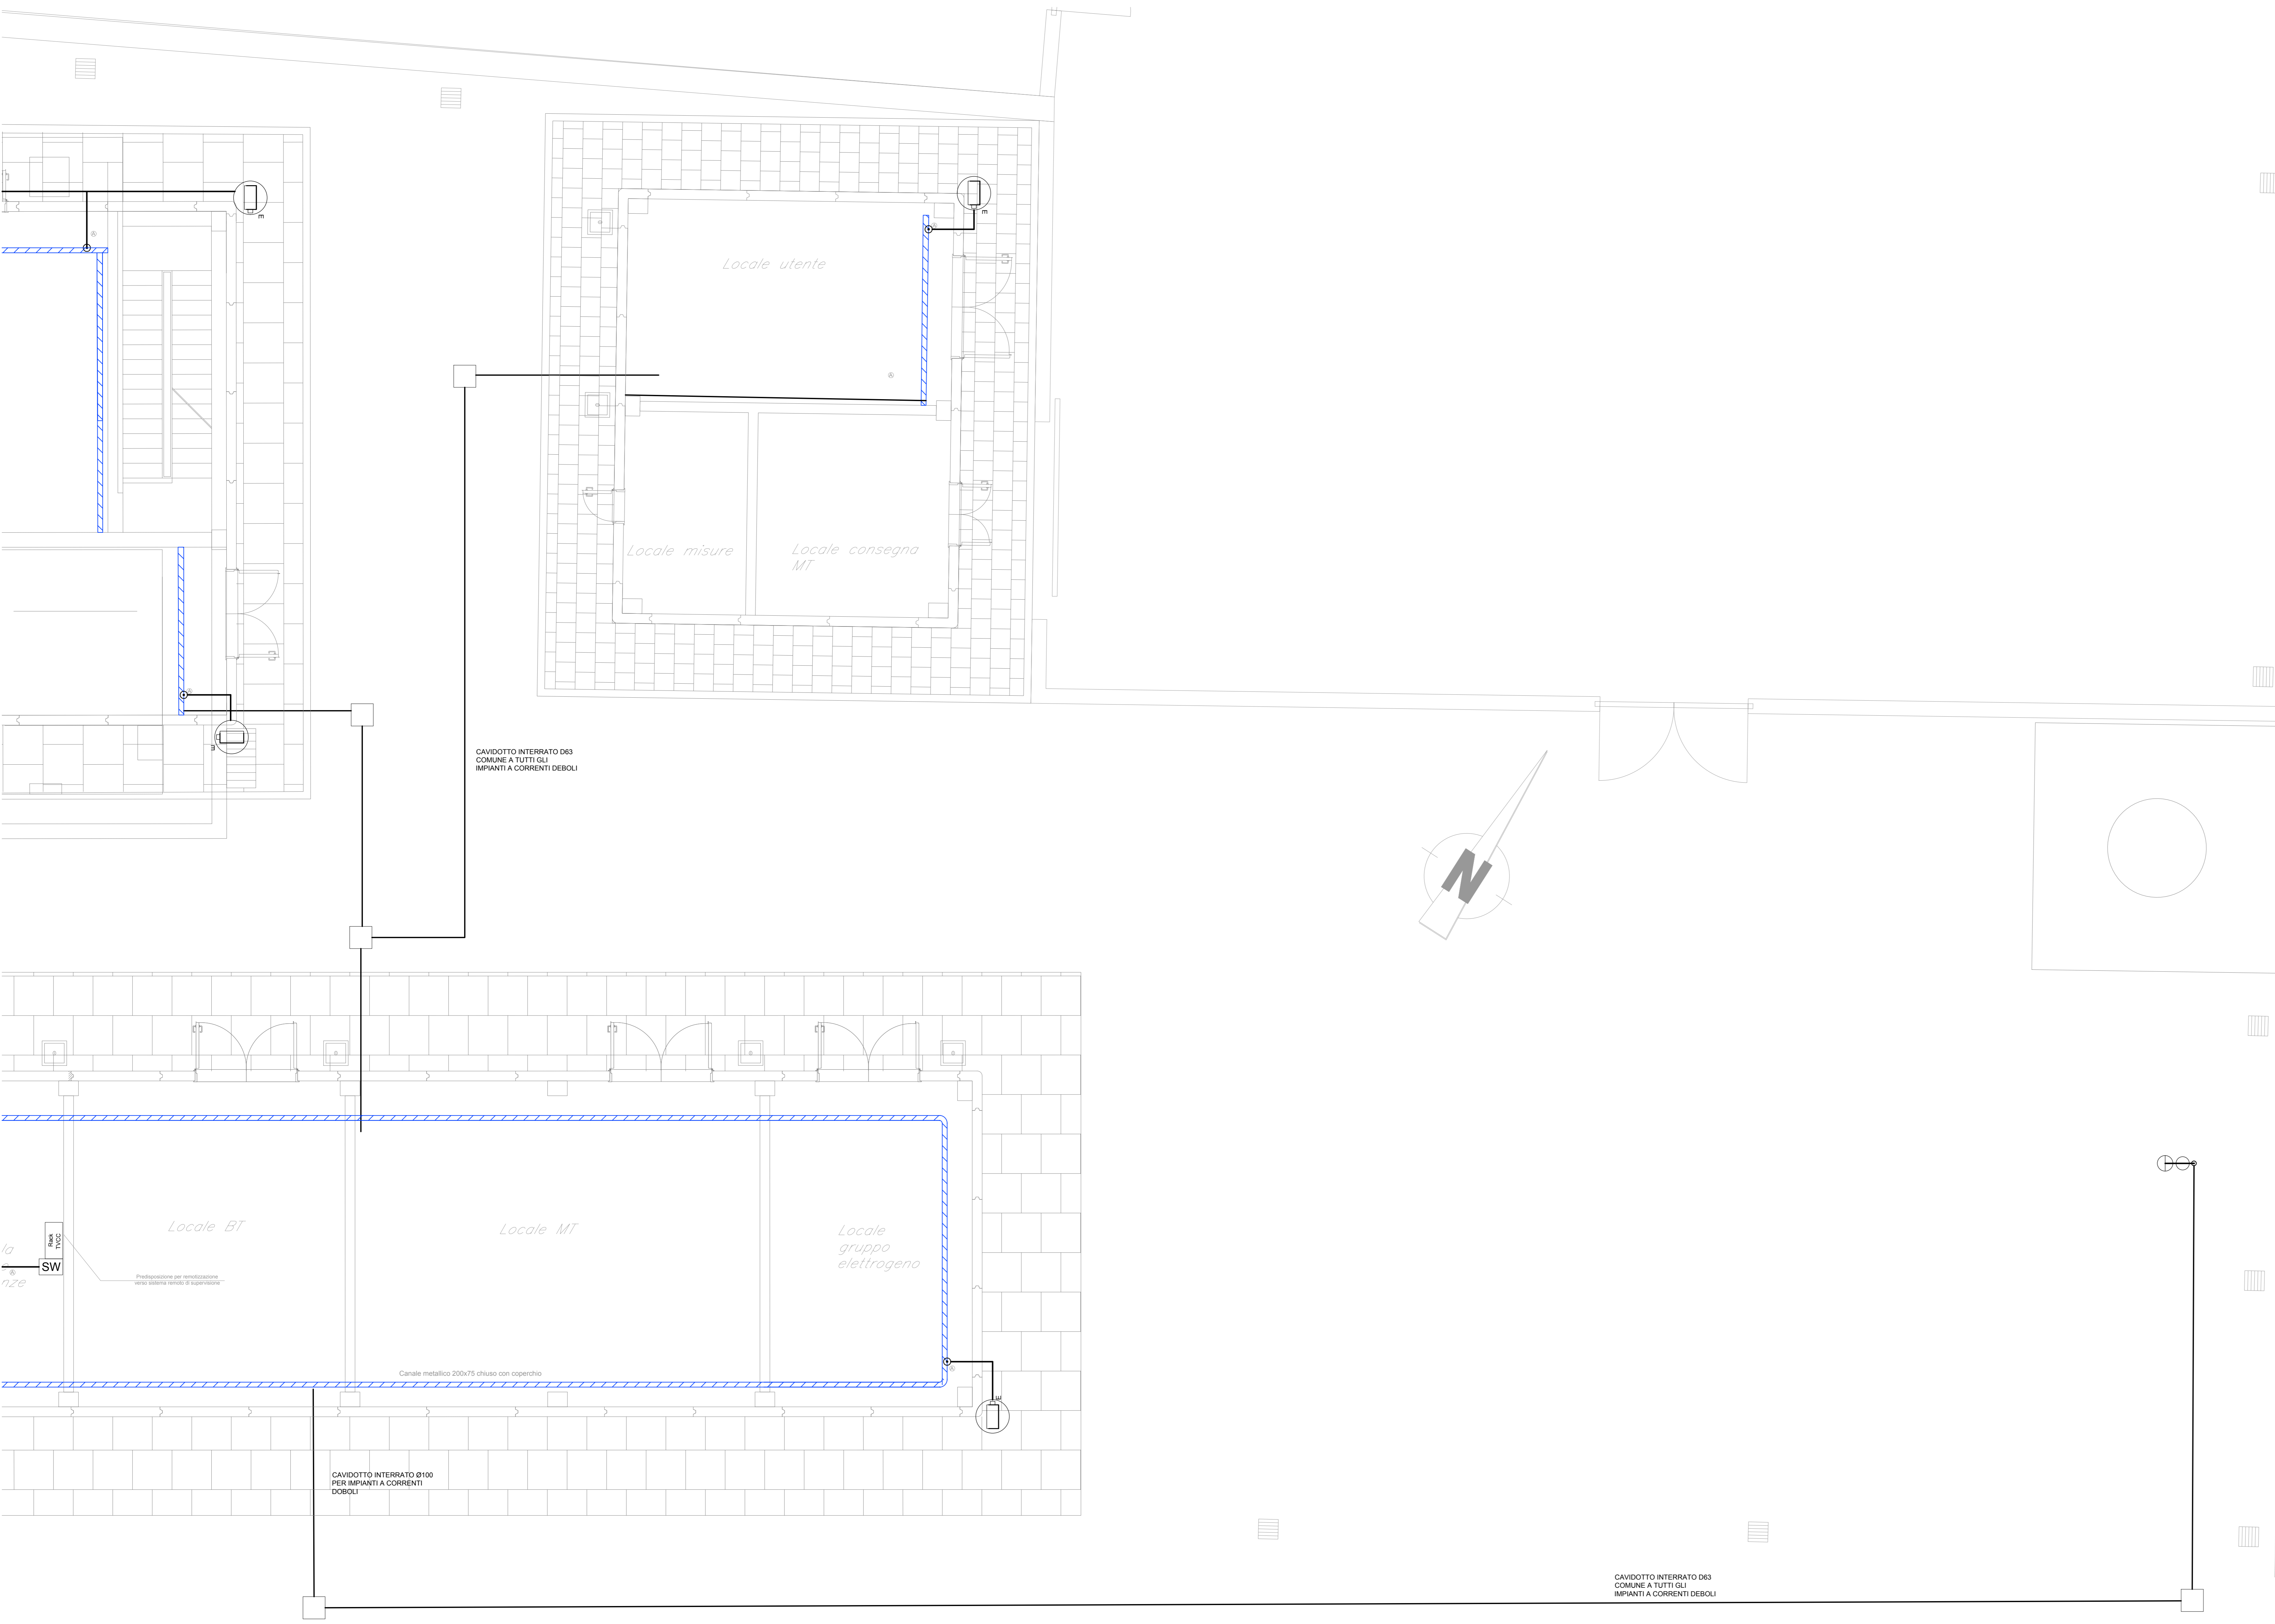 E
E
Locale utente
Locale misure
Locale consegna
MT
E
CAVIDOTTO INTERRATO D63
COMUNE A TUTTI GLI
IMPIANTI A CORRENTI DEBOLI
N
Locale BT
Locale MT
Locale
gruppo
elettrogeno
la
nze
Rack
TVCC
SW
Predisposizione per remotizzazione
verso sistema remoto di supervisione
Canale metallico 200x75 chiuso con coperchio
E
CAVIDOTTO INTERRATO Ø100
PER IMPIANTI A CORRENTI
DOBOLI
CAVIDOTTO INTERRATO D63
COMUNE A TUTTI GLI
IMPIANTI A CORRENTI DEBOLI